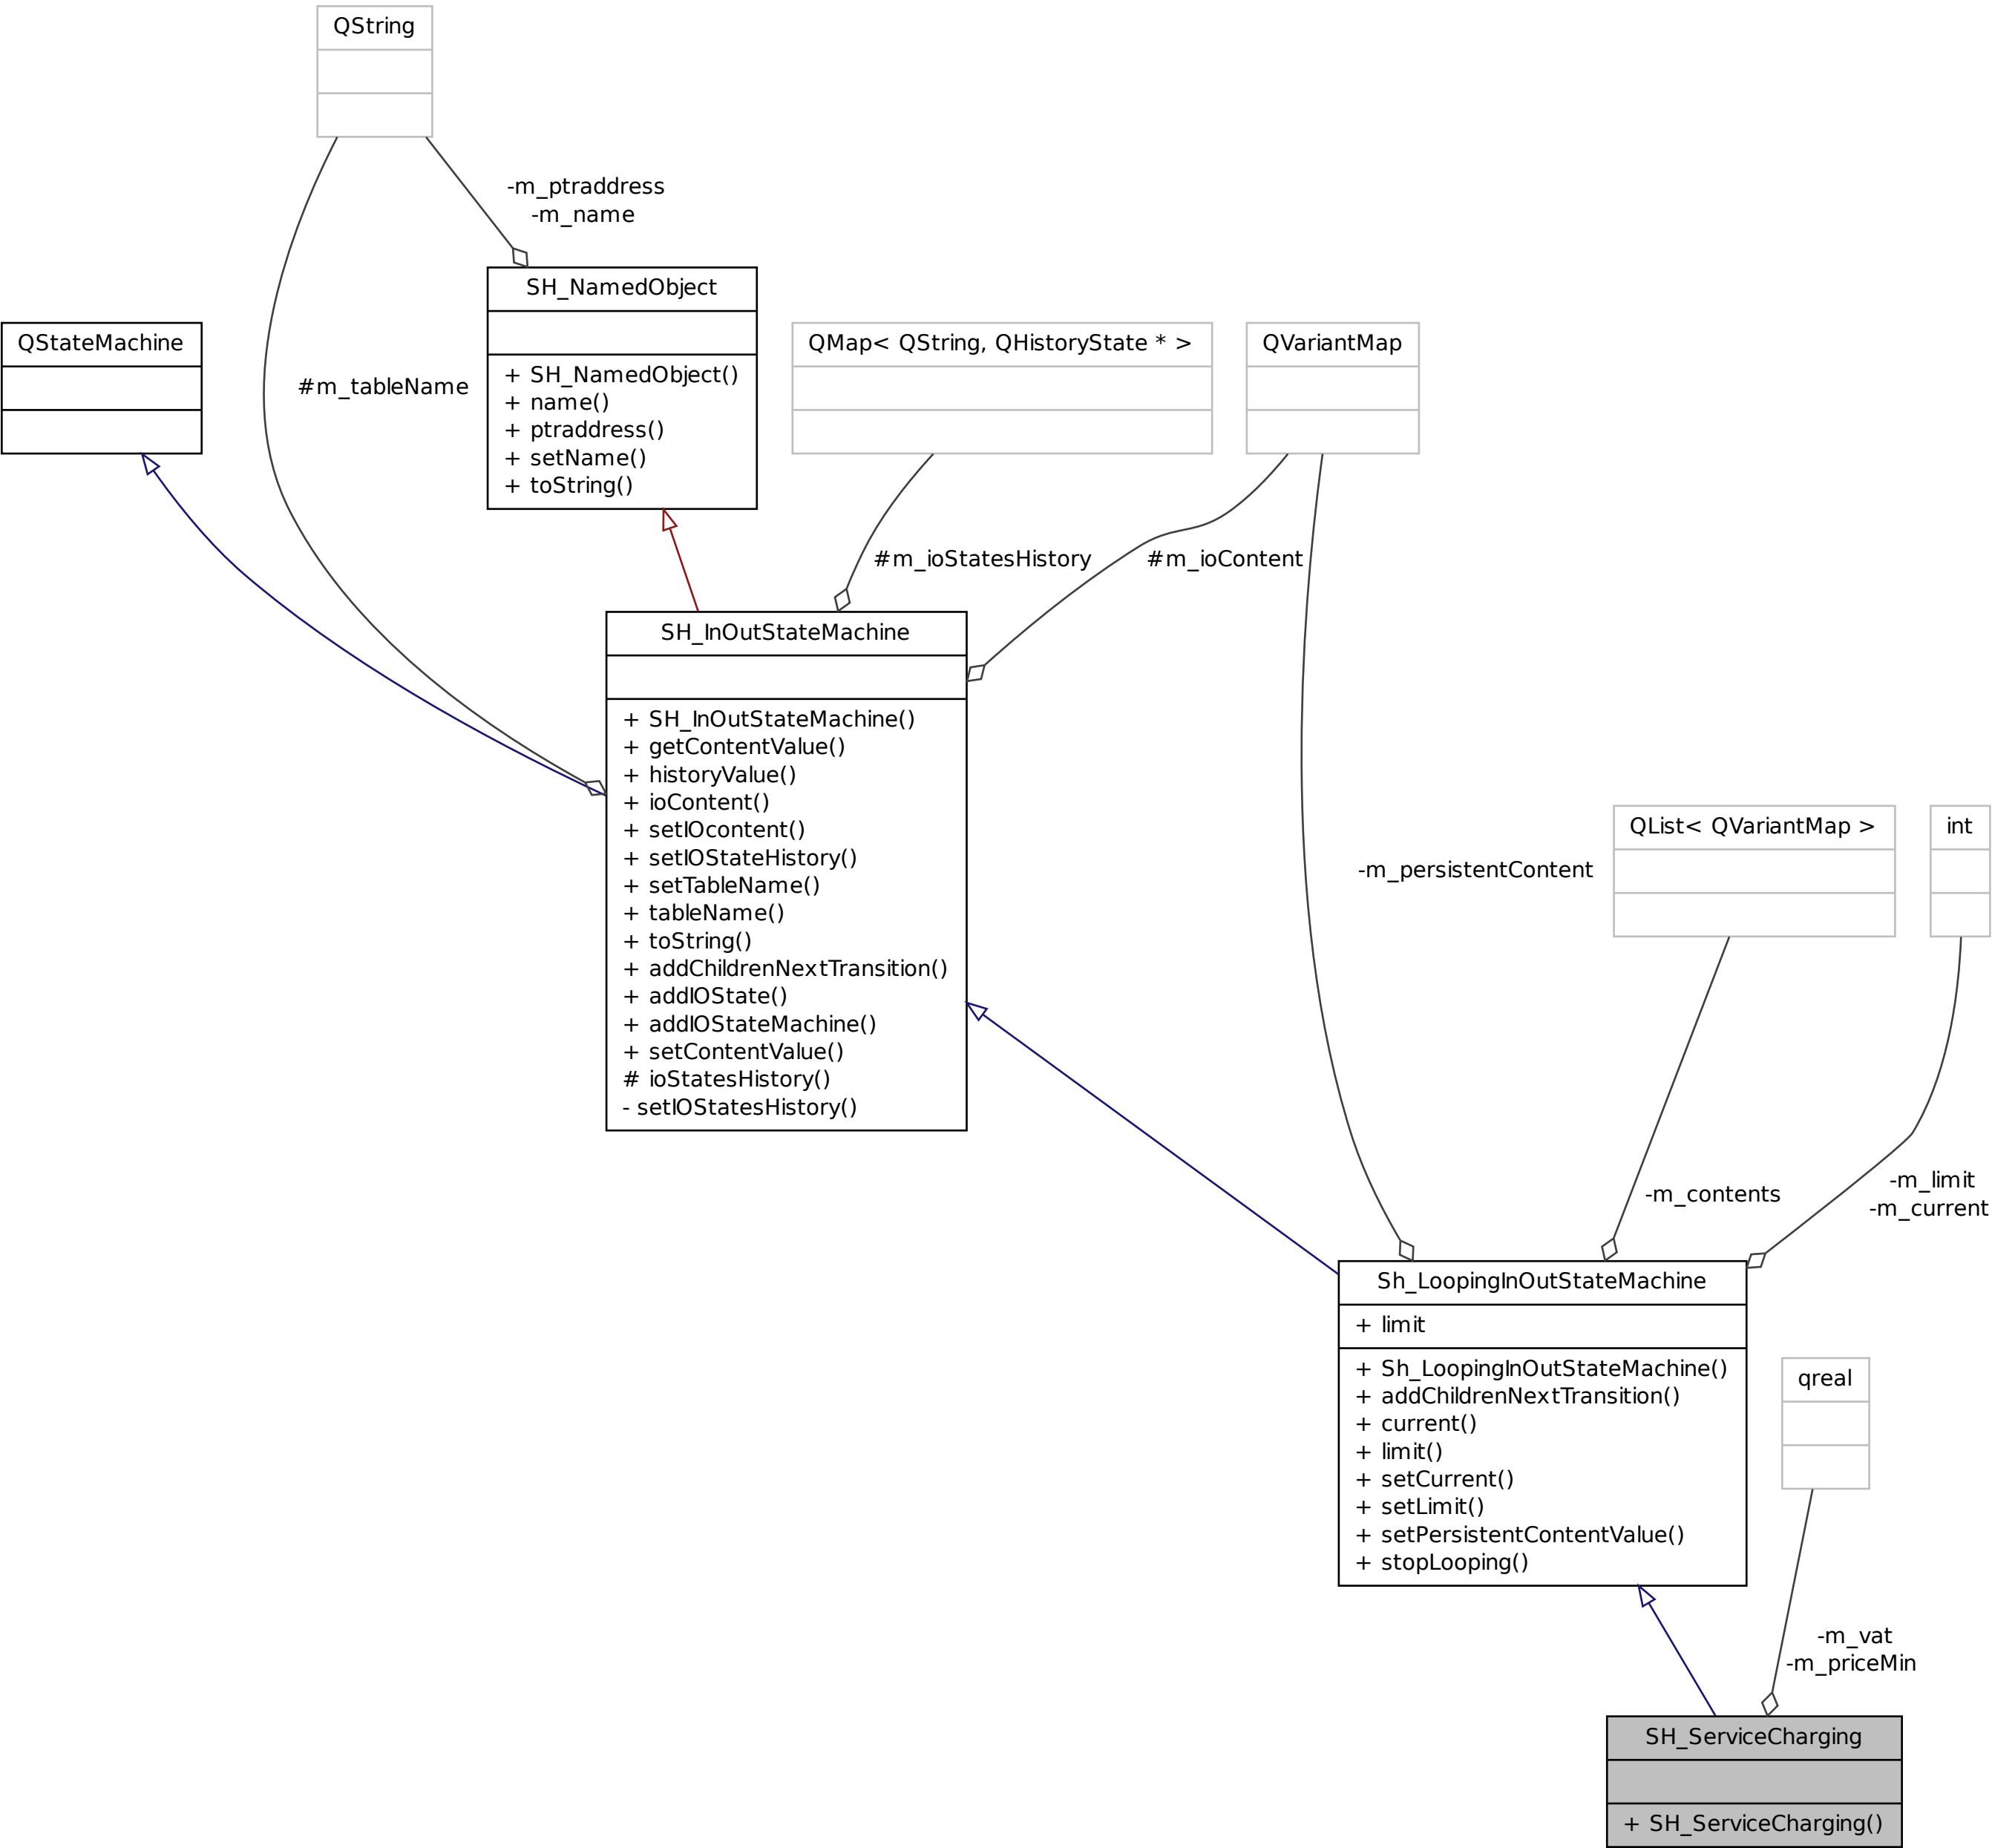 QString
-m_ptraddress
-m_name
SH_NamedObject
+ SH_NamedObject()
+ name()
+ ptraddress()
+ setName()
+ toString()
QStateMachine
#m_tableName
QMap< QString, QHistoryState * >
QVariantMap
#m_ioStatesHistory
#m_ioContent
SH_InOutStateMachine
+ SH_InOutStateMachine()
+ getContentValue()
+ historyValue()
+ ioContent()
+ setIOcontent()
+ setIOStateHistory()
+ setTableName()
+ tableName()
+ toString()
+ addChildrenNextTransition()
+ addIOState()
+ addIOStateMachine()
+ setContentValue()
# ioStatesHistory()
- setIOStatesHistory()
-m_persistentContent
QList< QVariantMap >
int
-m_contents
-m_limit
-m_current
Sh_LoopingInOutStateMachine
+ limit
+ Sh_LoopingInOutStateMachine()
+ addChildrenNextTransition()
+ current()
+ limit()
+ setCurrent()
+ setLimit()
+ setPersistentContentValue()
+ stopLooping()
qreal
-m_vat
-m_priceMin
SH_ServiceCharging
+ SH_ServiceCharging()